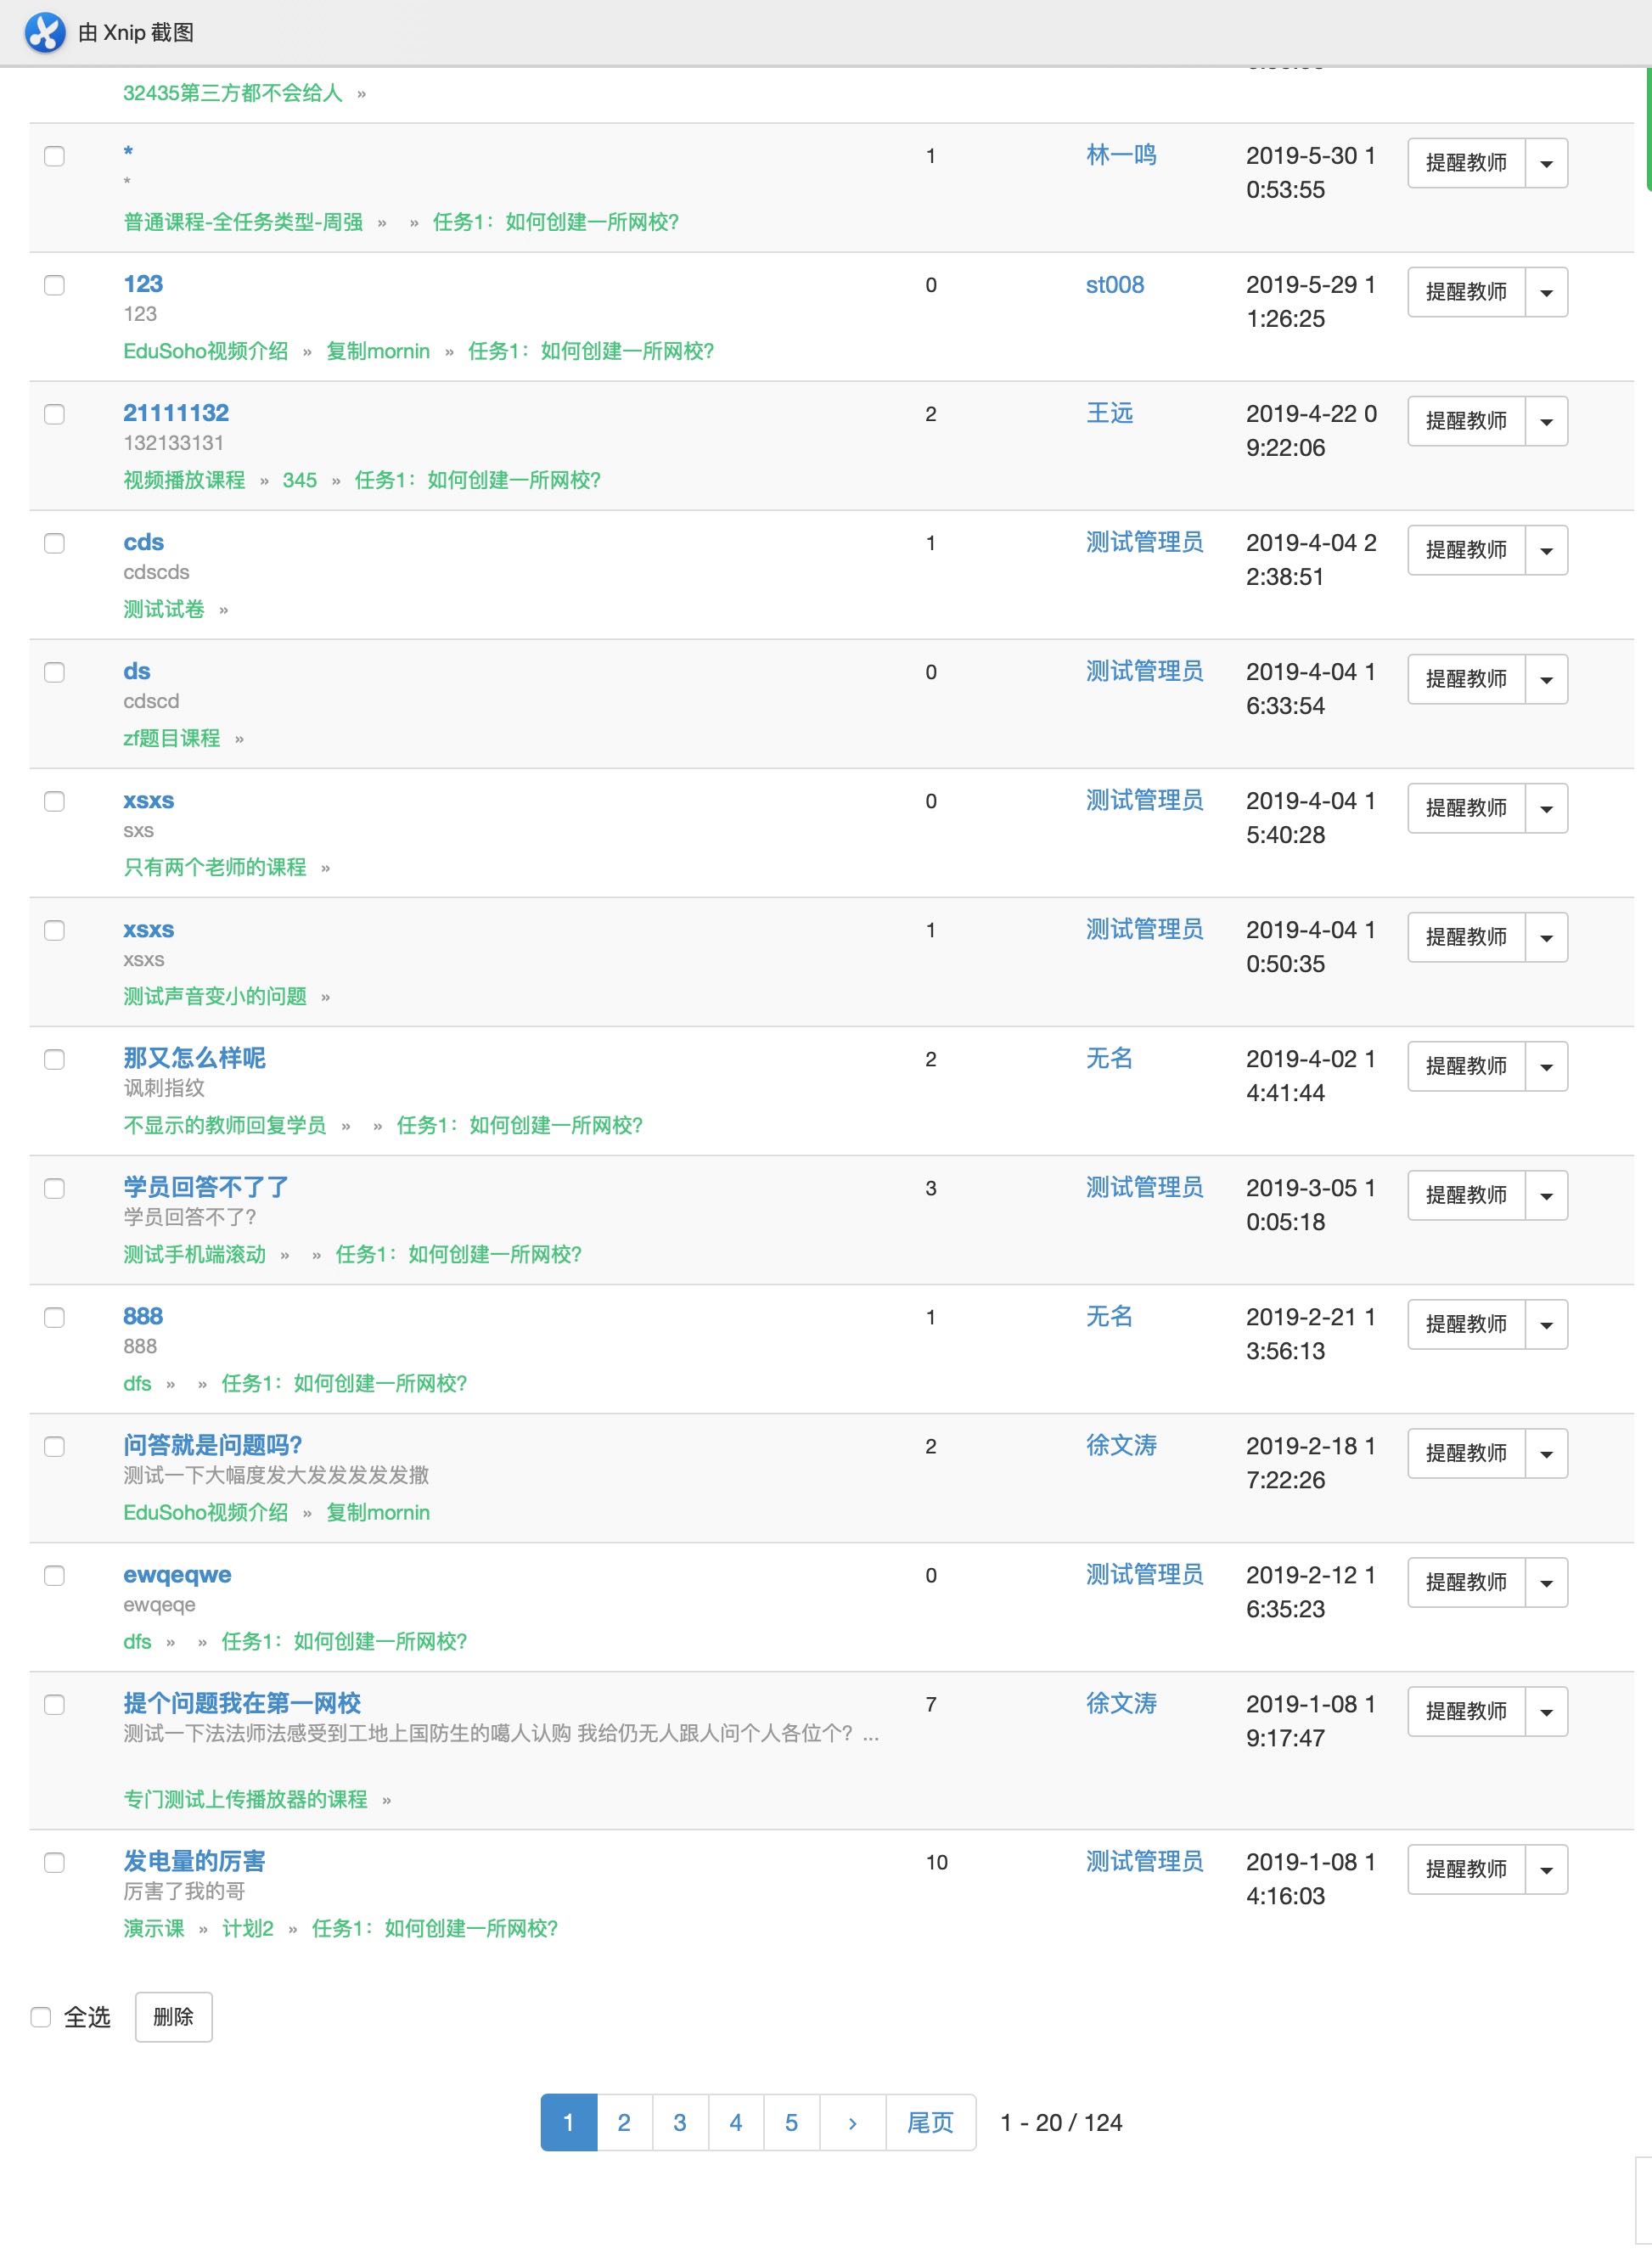 由 Xnip 截图
32435第三方都不会给人 »
* 1 林一鸣 2019-5-30 1 提醒教师
* 0:53:55
普通课程-全任务类型-周强 » » 任务1：如何创建一所网校?
123 0 st008 2019-5-29 1 提醒教师
123 1:26:25
EduSoho视频介绍 » 复制mornin » 任务1：如何创建一所网校?
21111132 2 王远 2019-4-22 0 提醒教师
132133131 9:22:06
视频播放课程 » 345 » 任务1：如何创建一所网校?
cds 1 测试管理员 2019-4-04 2 提醒教师
cdscds 2:38:51
测试试卷 »
ds 0 测试管理员 2019-4-04 1 提醒教师
cdscd 6:33:54
zf题目课程 »
xsxs 0 测试管理员 2019-4-04 1 提醒教师
sxs 5:40:28
只有两个老师的课程 »
xsxs 1 测试管理员 2019-4-04 1 提醒教师
xsxs 0:50:35
测试声音变小的问题 »
那又怎么样呢 2 无名 2019-4-02 1 提醒教师
讽刺指纹 4:41:44
不显示的教师回复学员 » » 任务1：如何创建一所网校?
学员回答不了了 3 测试管理员 2019-3-05 1 提醒教师
学员回答不了? 0:05:18
测试手机端滚动 » » 任务1：如何创建一所网校?
888 1 无名 2019-2-21 1 提醒教师
888 3:56:13
dfs » » 任务1：如何创建一所网校?
问答就是问题吗? 2 徐文涛 2019-2-18 1 提醒教师
测试一下大幅度发大发发发发发撒 7:22:26
EduSoho视频介绍 » 复制mornin
ewqeqwe 0 测试管理员 2019-2-12 1 提醒教师
ewqeqe 6:35:23
dfs » » 任务1：如何创建一所网校?
提个问题我在第一网校 7 徐文涛 2019-1-08 1 提醒教师
测试一下法法师法感受到工地上国防生的噶人认购 我给仍无人跟人问个人各位个? ... 9:17:47
专门测试上传播放器的课程 »
发电量的厉害 10 测试管理员 2019-1-08 1 提醒教师
厉害了我的哥 4:16:03
演示课 » 计划2 » 任务1：如何创建一所网校?
全选 删除
1 2 3 4 5 › 尾页 1 - 20 / 124